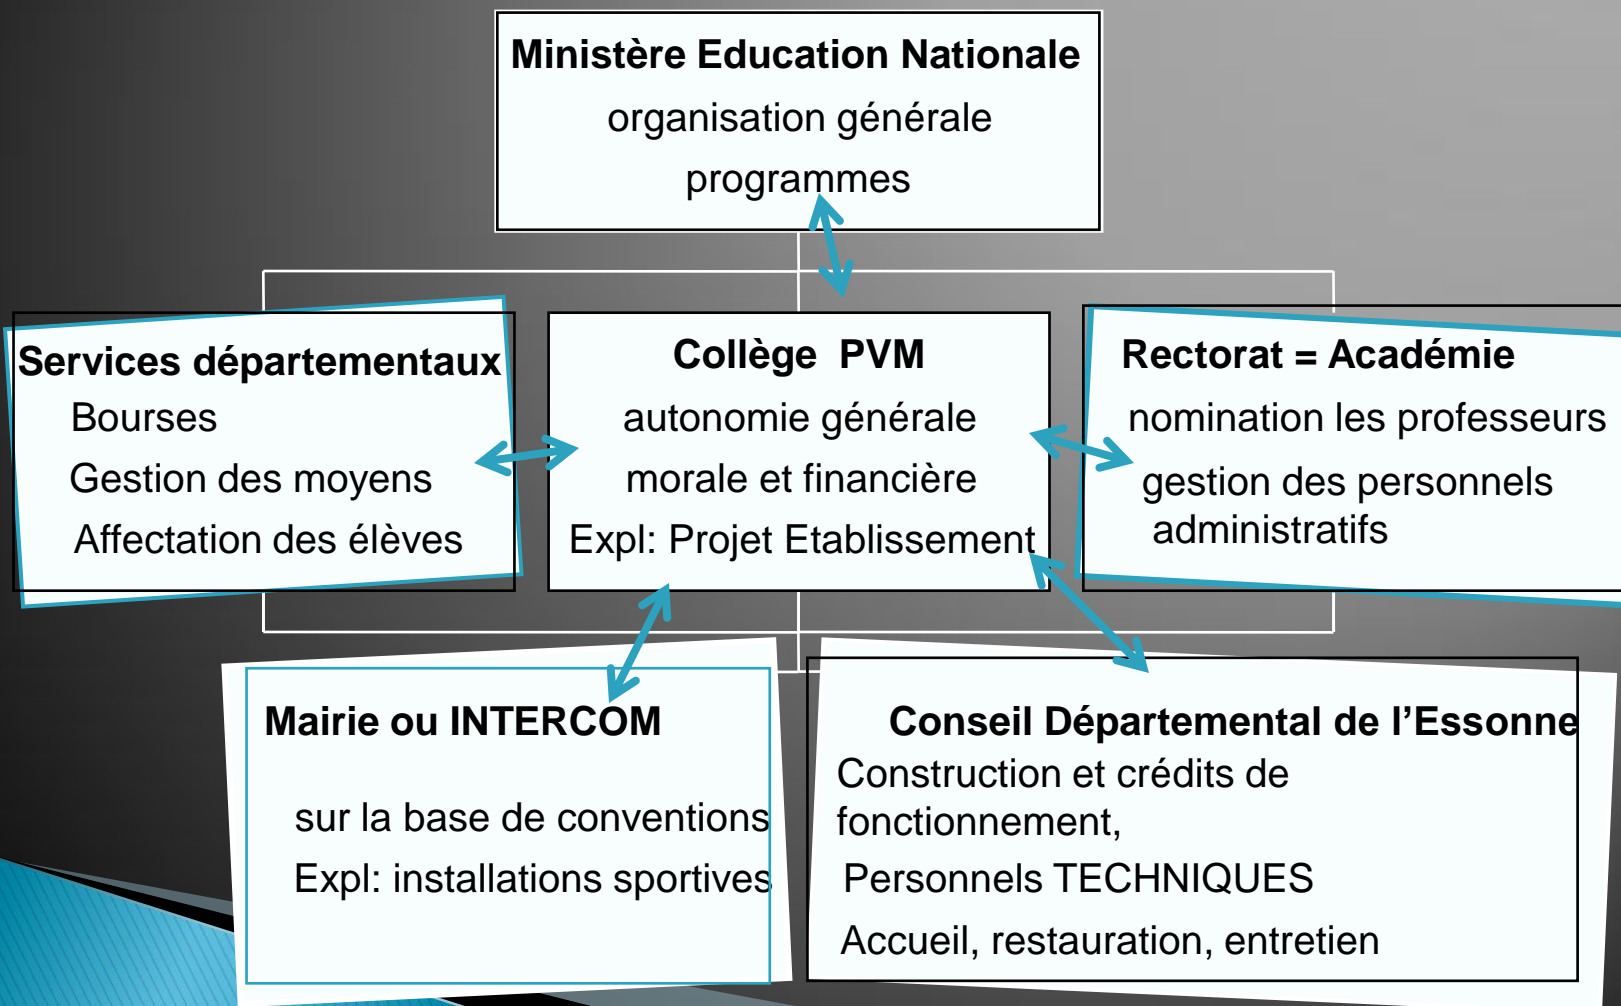 Ministère Education Nationale
organisation générale
programmes
Services départementaux
Bourses
Gestion des moyens
Affectation des élèves
Collège PVM
autonomie générale
morale et financière
Expl: Projet Etablissement
Rectorat = Académie
nomination les professeurs
gestion des personnels
administratifs
Mairie ou INTERCOM
sur la base de conventions
Expl: installations sportives
Conseil Départemental de l’Essonne
Construction et crédits de
fonctionnement,
Personnels TECHNIQUES
Accueil, restauration, entretien